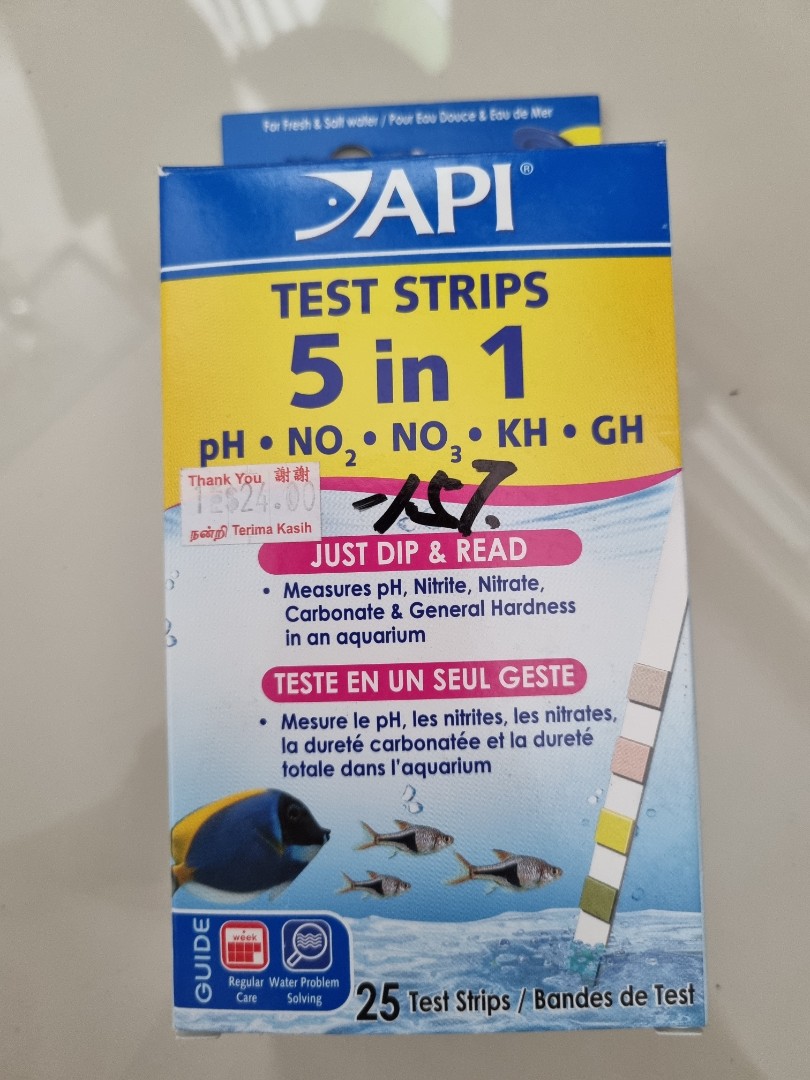 For Fresh & Salt water / Pour Eau Douce & Eau de Mer
API®
TEST STRIPS
5 in 1
pH • NO2 • NO3 • KH • GH
Thank You 謝謝
$24.00
நன்றி Terima Kasih
-15%
JUST DIP & READ
• Measures pH, Nitrite, Nitrate,
Carbonate & General Hardness
in an aquarium
TESTE EN UN SEUL GESTE
• Mesure le pH, les nitrites, les nitrates,
la dureté carbonatée et la dureté
totale dans l'aquarium
GUIDE
week
Regular Care
Water Problem Solving
25 Test Strips / Bandes de Test